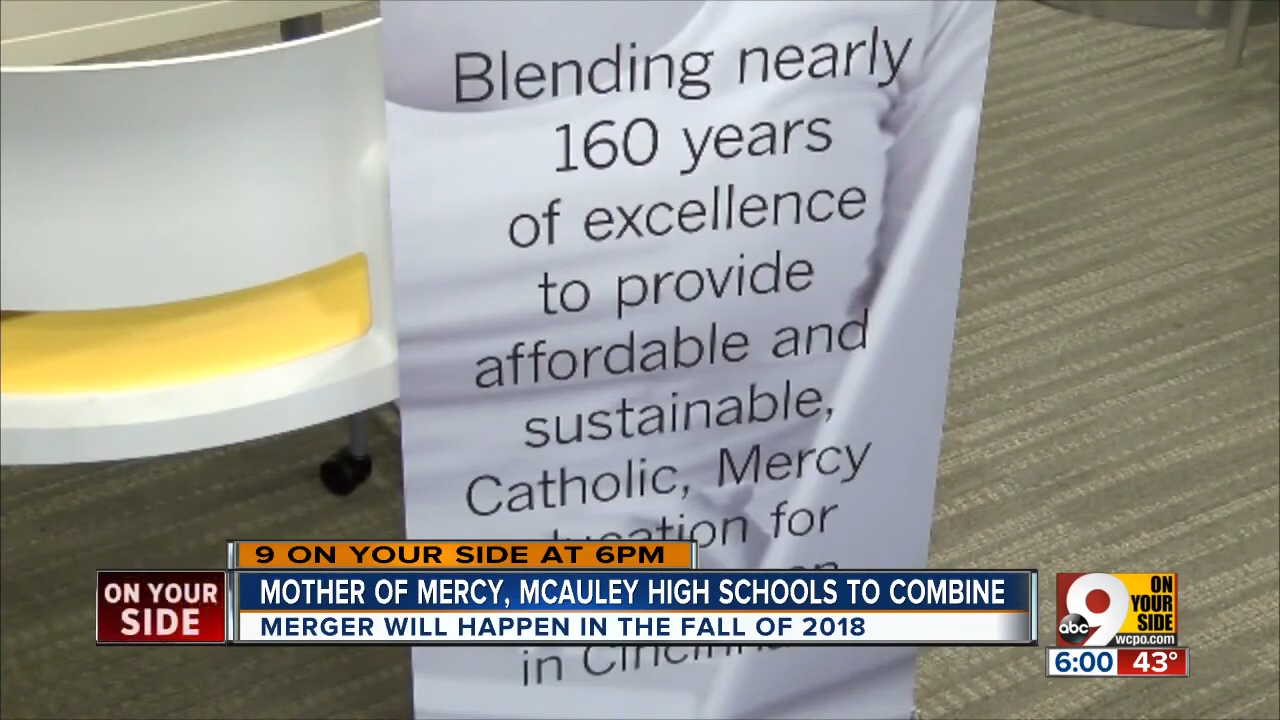 Blending nearly
160 years
of excellence
to provide
affordable and
sustainable,
Catholic, Mercy
for
in
9 ON YOUR SIDE AT 6PM
ON YOUR
SIDE
MOTHER OF MERCY, MCAULEY HIGH SCHOOLS TO COMBINE
MERGER WILL HAPPEN IN THE FALL OF 2018
abc 9
ON
YOUR
SIDE
wcpo.com
6:00 43°